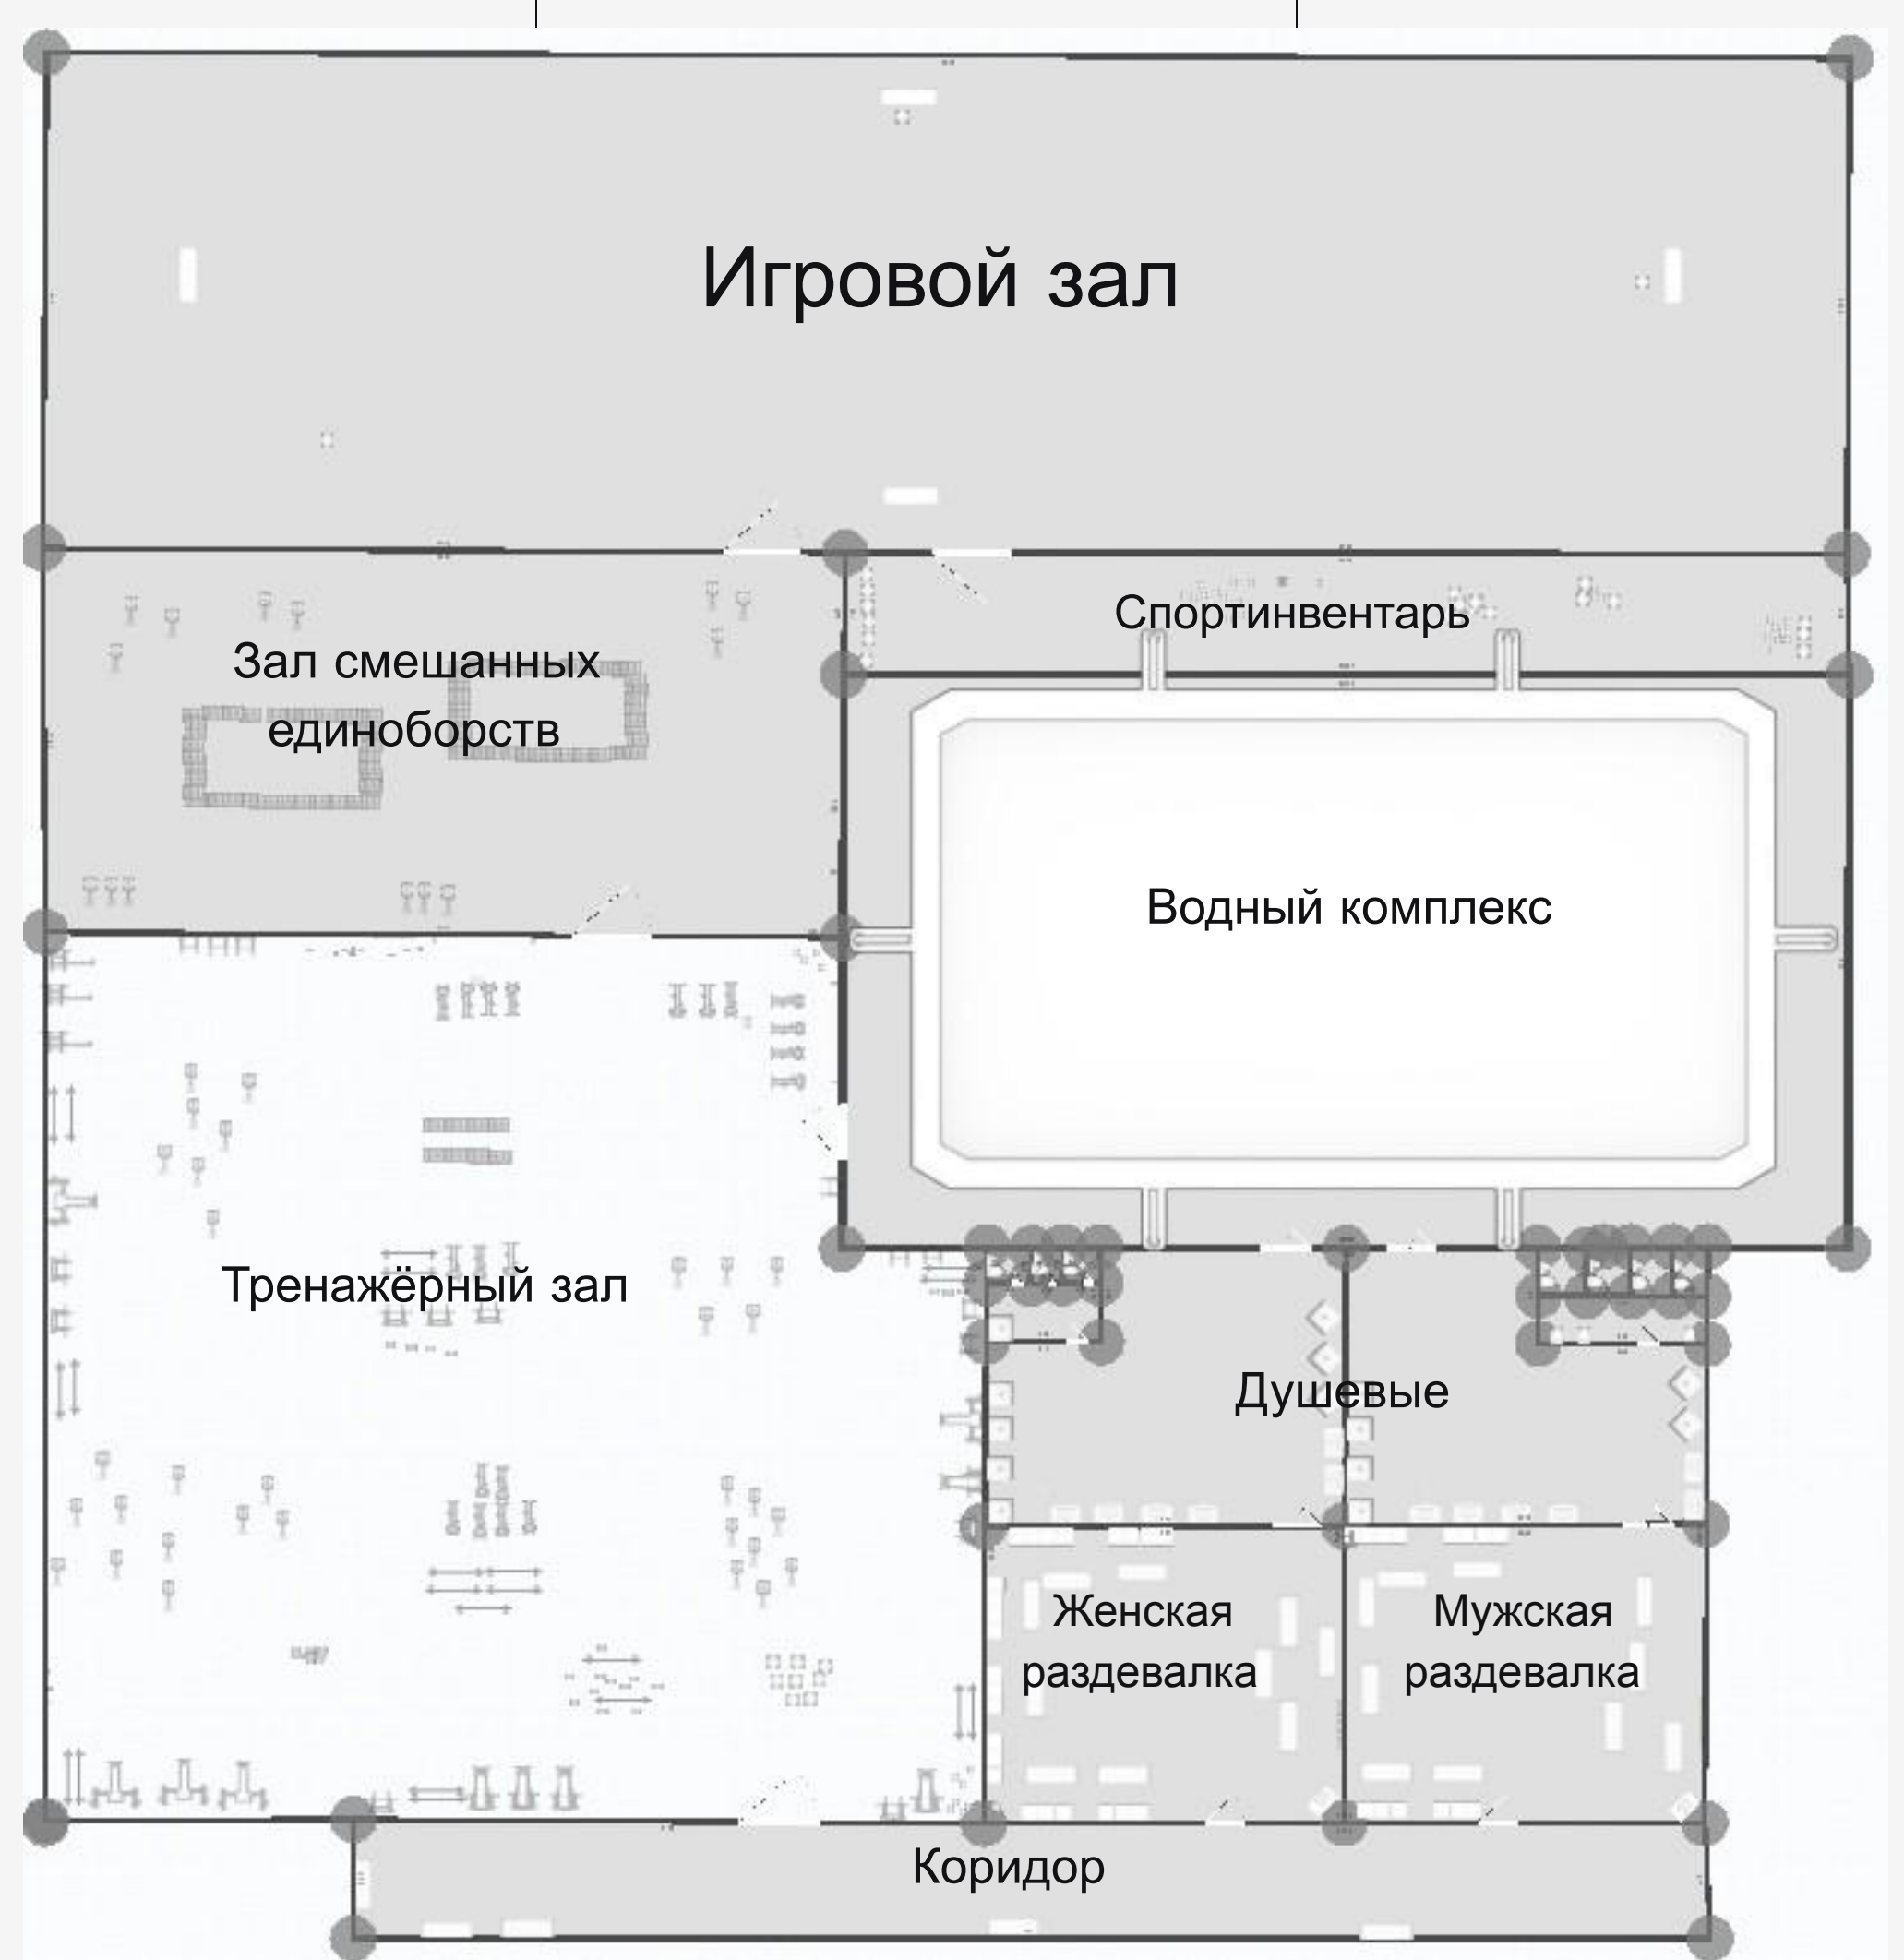 Игровой зал
Спортинвентарь
Зал смешанных
единоборств
Водный комплекс
Тренажёрный зал
Душевые
Женская
раздевалка
Мужская
раздевалка
Коридор